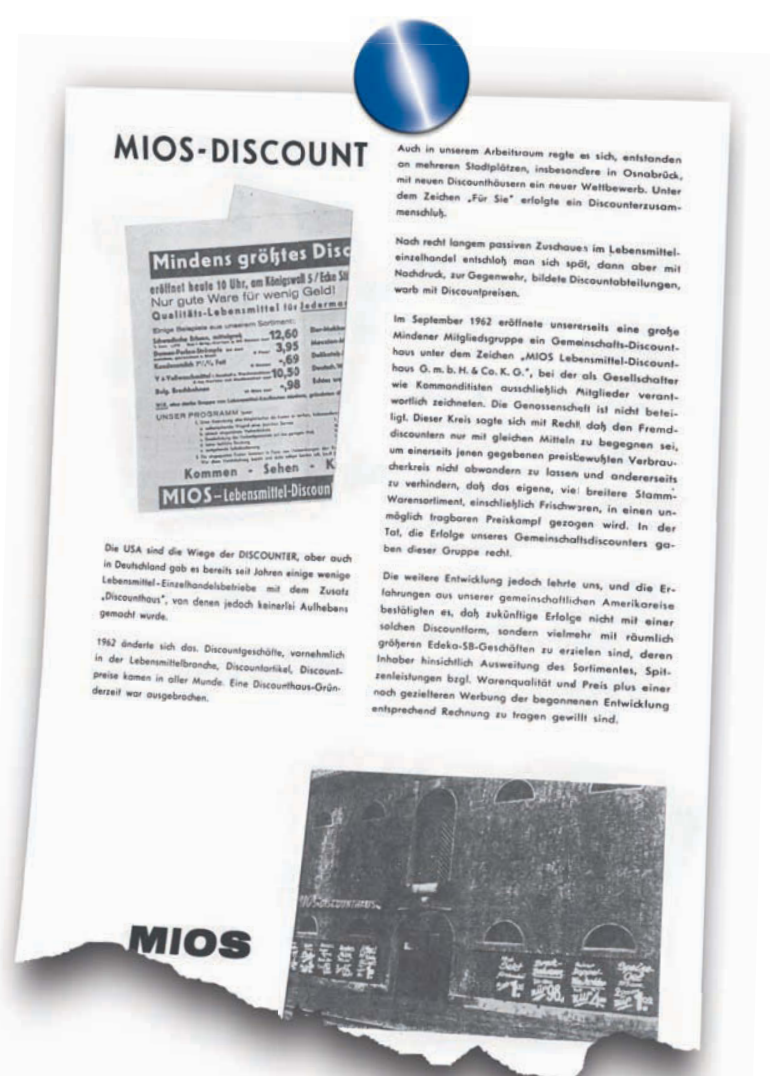 MIOS-DISCOUNT
Mindens größtes Disc
eröffnet heute 10 Uhr, am Königswall 5 / Ecke
Nur gute Ware für wenig Geld!
Qualitäts-Lebensmittel für Jederma
Einige Beispiele aus unserem Sortiment:
12,60
3,95
-,69
10,50
-,98
UNSER PROGRAMM
Kommen - Sehen - K
MIOS-Lebensmittel-Discoun
Die USA sind die Wiege der DISCOUNTER, aber auch
in Deutschland gab es bereits seit Jahren einige wenige
Lebensmittel-Einzelhandelsbetriebe mit dem Zusatz
„Discounthaus", von denen jedoch keinerlei Aufhebens
gemacht wurde.
1962 änderte sich das. Discountgeschäfte, vornehmlich
in der Lebensmittelbranche, Discountartikel, Discount-
preise kamen in aller Munde. Eine Discounthaus-Grün-
derzeit war ausgebrochen.
Auch in unserem Arbeitsraum regte es sich, entstanden
an mehreren Stadtplätzen, insbesondere in Osnabrück,
mit neuen Discounthäusern ein neuer Wettbewerb. Unter
dem Zeichen „Für Sie" erfolgte ein Discounterzusam-
menschluß.
Nach recht langem passiven Zuschauen im Lebensmittel-
einzelhandel entschloß man sich spät, dann aber mit
Nachdruck, zur Gegenwehr, bildete Discountabteilungen,
warb mit Discountpreisen.
Im September 1962 eröffnete unsererseits eine große
Mindener Mitgliedsgruppe ein Gemeinschafts-Discount-
haus unter dem Zeichen „MIOS Lebensmittel-Discount-
haus G. m. b. H. & Co. K. G.", bei der als Gesellschafter
wie Kommanditisten ausschließlich Mitglieder verant-
wortlich zeichneten. Die Genossenschaft ist nicht betei-
ligt. Dieser Kreis sagte sich mit Recht, daß den Fremd-
discountern nur mit gleichen Mitteln zu begegnen sei,
um einerseits jenen gegebenen preisbewußten Verbrau-
cherkreis nicht abwandern zu lassen und andererseits
zu verhindern, daß das eigene, viel breitere Stamm-
Warensortiment, einschließlich Frischwaren, in einen un-
möglich tragbaren Preiskampf gezogen wird. In der
Tat, die Erfolge unseres Gemeinschaftsdiscounters ga-
ben dieser Gruppe recht.
Die weitere Entwicklung jedoch lehrte uns, und die Er-
fahrungen aus unserer gemeinschaftlichen Amerikareise
bestätigten es, daß zukünftige Erfolge nicht mit einer
solchen Discountform, sondern vielmehr mit räumlich
größeren Edeka-SB-Geschäften zu erzielen sind, deren
Inhaber hinsichtlich Ausweitung des Sortimentes, Spit-
zenleistungen bzgl. Warenqualität und Preis plus einer
noch gezielteren Werbung der begonnenen Entwicklung
entsprechend Rechnung zu tragen gewillt sind.
MIOS-DISCOUNTHAUS
MIOS